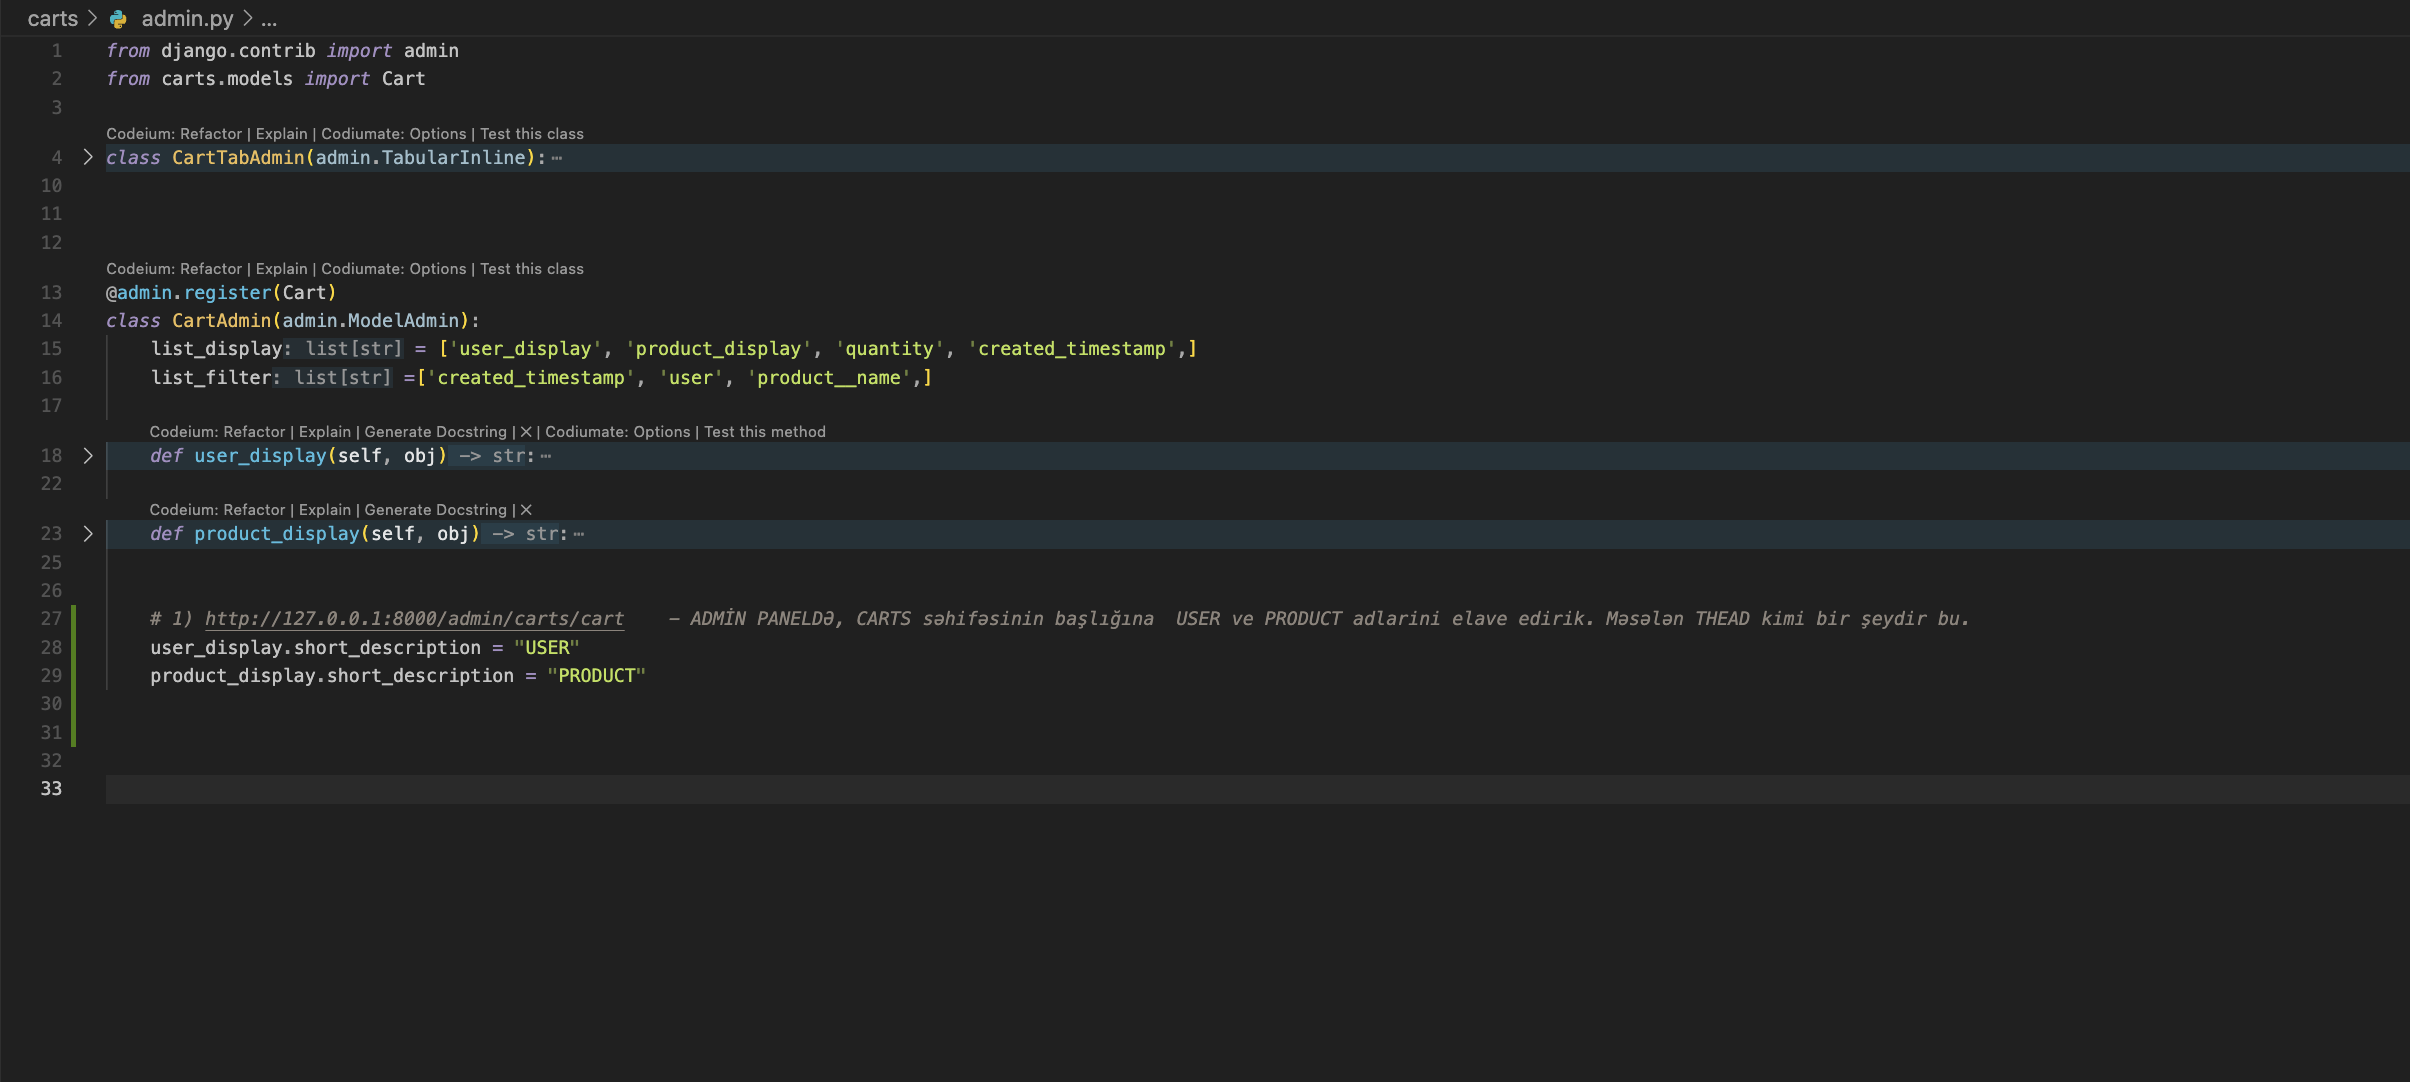 carts > admin.py > ...
1 from django.contrib import admin
2 from carts.models import Cart
3
Codeium: Refactor | Explain | Codiumate: Options | Test this class
4 class CartTabAdmin(admin.TabularInline): ⋯
10
11
12
Codeium: Refactor | Explain | Codiumate: Options | Test this class
13 @admin.register(Cart)
14 class CartAdmin(admin.ModelAdmin):
15 list_display: list[str] = ['user_display', 'product_display', 'quantity', 'created_timestamp',]
16 list_filter: list[str] =['created_timestamp', 'user', 'product__name',]
17
Codeium: Refactor | Explain | Generate Docstring | X | Codiumate: Options | Test this method
18 def user_display(self, obj) -> str: ⋯
22
Codeium: Refactor | Explain | Generate Docstring | X
23 def product_display(self, obj) -> str: ⋯
25
26
27 # 1) http://127.0.0.1:8000/admin/carts/cart – ADMİN PANELDƏ, CARTS səhifəsinin başlığına USER ve PRODUCT adlarini elave edirik. Məsələn THEAD kimi bir şeydir bu.
28 user_display.short_description = "USER"
29 product_display.short_description = "PRODUCT"
30
31
32
33